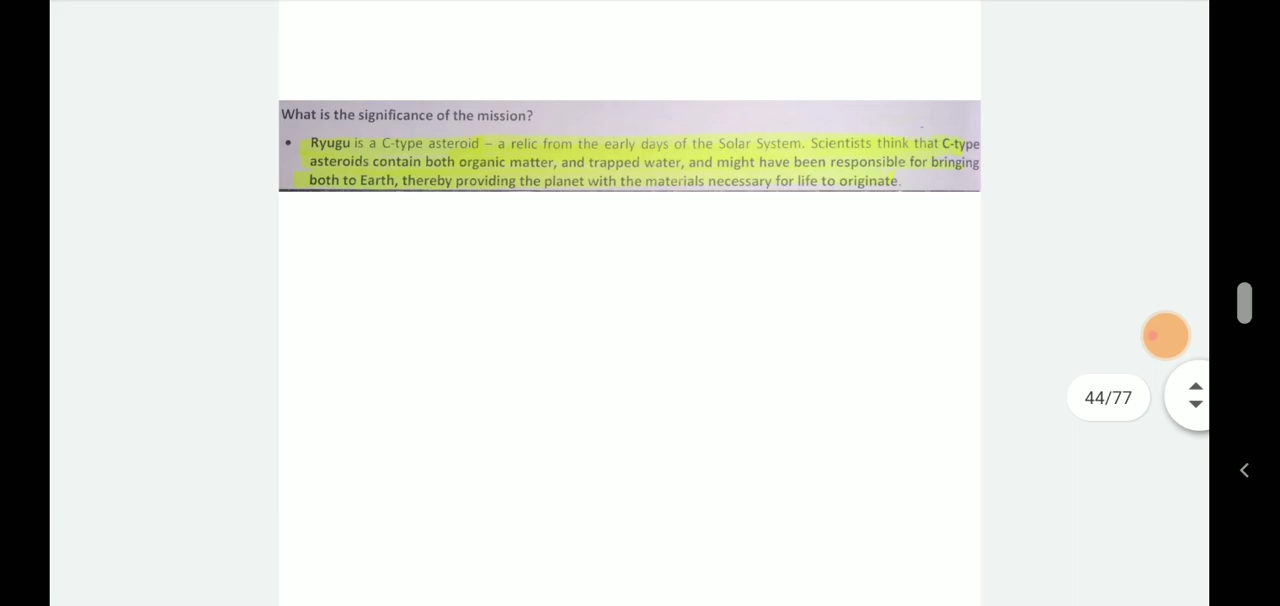 What is the significance of the mission?
• Ryugu is a C-type asteroid – a relic from the early days of the Solar System. Scientists think that C-type
asteroids contain both organic matter, and trapped water, and might have been responsible for bringing
both to Earth, thereby providing the planet with the materials necessary for life to originate.
44/77